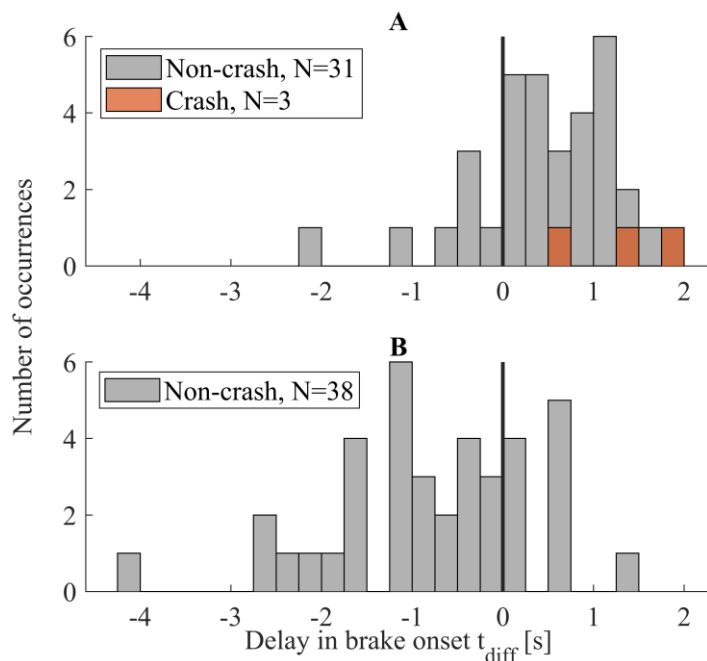 A
Number of occurrences
6
4
2
0
Non-crash, N=31
Crash, N=3
-4 -3 -2 -1 0 1 2
B
6
4
2
0
Non-crash, N=38
-4 -3 -2 -1 0 1 2
Delay in brake onset t_diff [s]